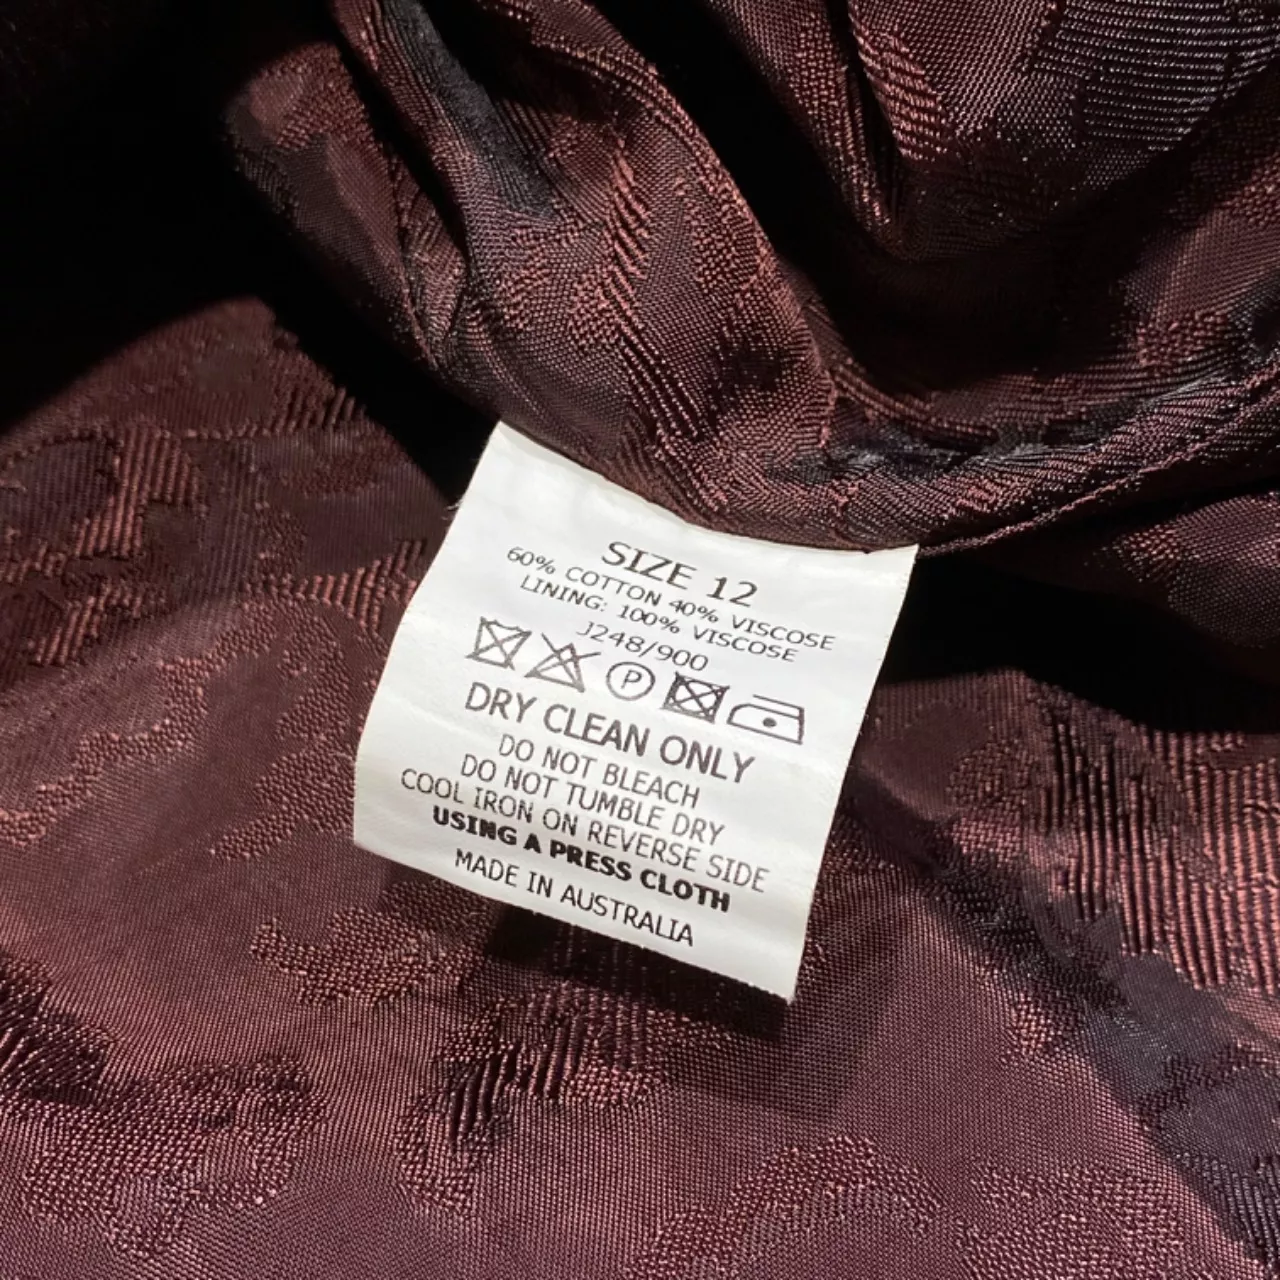 SIZE 12
60% COTTON 40% VISCOSE
LINING: 100% VISCOSE
J248/900
P
DRY CLEAN ONLY
DO NOT BLEACH
DO NOT TUMBLE DRY
COOL IRON ON REVERSE SIDE
USING A PRESS CLOTH
MADE IN AUSTRALIA